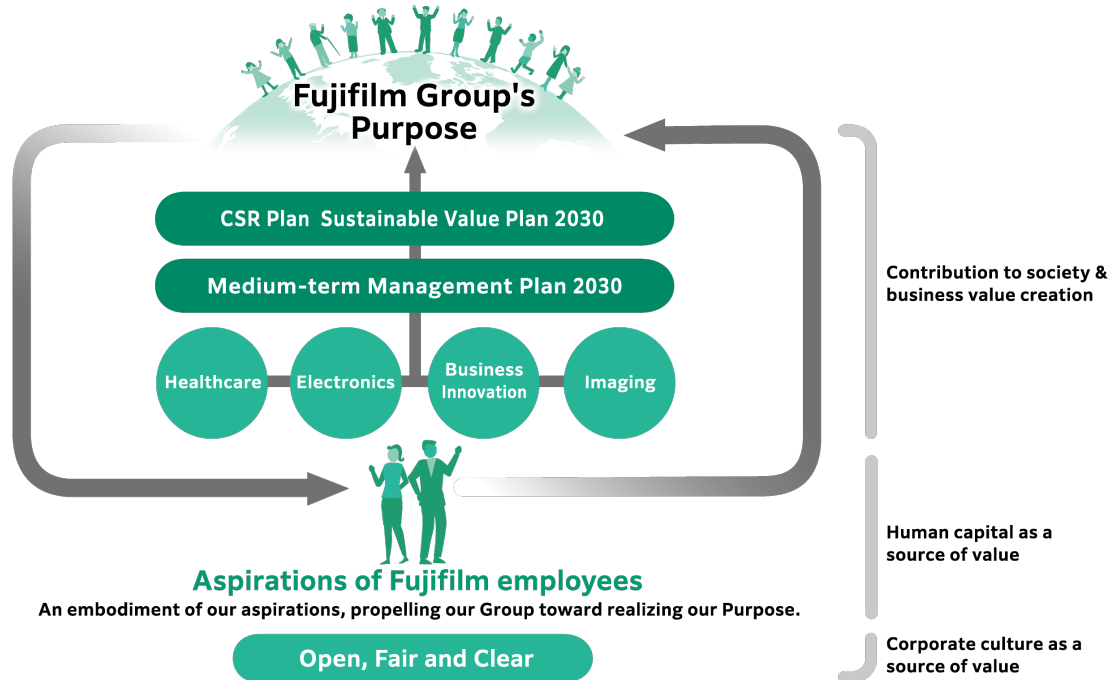 Fujifilm Group's
Purpose
CSR Plan  Sustainable Value Plan 2030
Medium-term Management Plan 2030
Healthcare
Electronics
Business
Innovation
Imaging
Contribution to society &
business value creation
Human capital as a
source of value
Aspirations of Fujifilm employees
An embodiment of our aspirations, propelling our Group toward realizing our Purpose.
Open, Fair and Clear
Corporate culture as a
source of value